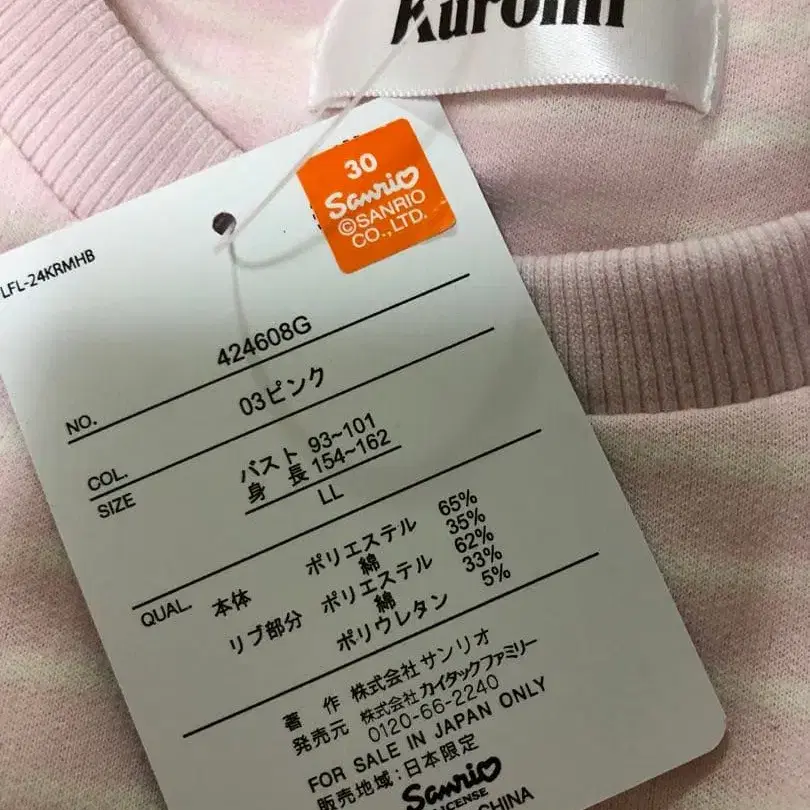 Kuromi
30
Sanrio
©SANRIO
CO.,LTD.
LFL-24KRMHB
NO. 424608G
COL. 03ピンク
SIZE バスト 93~101
身 長 154~162
LL
QUAL. 本体 ポリエステル 65%
綿 35%
リブ部分 ポリエステル 62%
綿 33%
ポリウレタン 5%
著 作 株式会社サンリオ
発売元 株式会社カイタックファミリー
0120-66-2240
FOR SALE IN JAPAN ONLY
販売地域:日本限定
Sanrio
LICENSE
CHINA